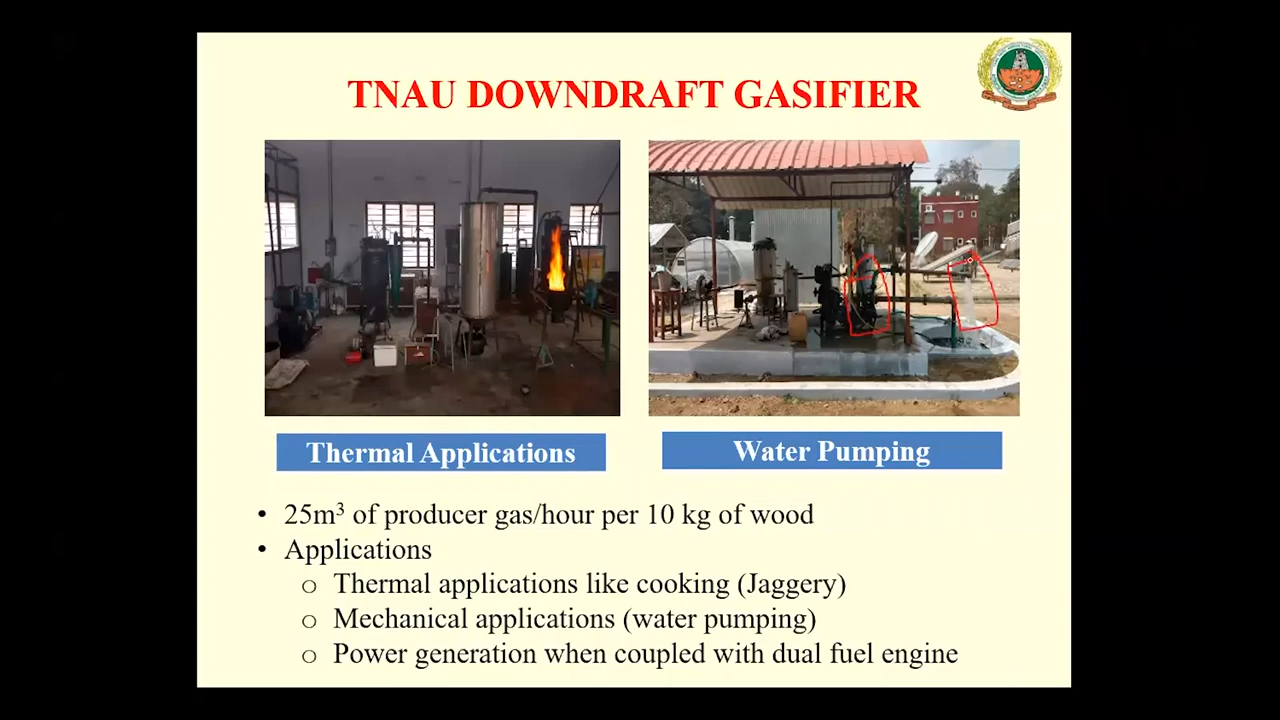 TNAU DOWNDRAFT GASIFIER
Thermal Applications
Water Pumping
• 25m³ of producer gas/hour per 10 kg of wood
• Applications
o Thermal applications like cooking (Jaggery)
o Mechanical applications (water pumping)
o Power generation when coupled with dual fuel engine